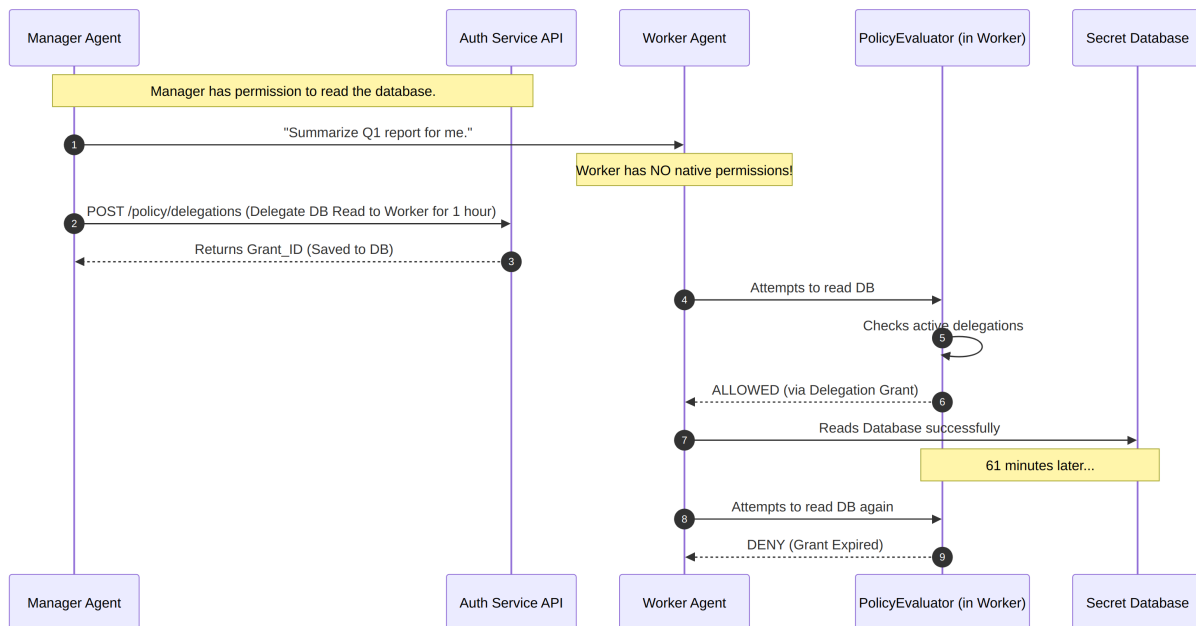 Manager Agent
Auth Service API
Worker Agent
PolicyEvaluator (in Worker)
Secret Database
Manager has permission to read the database.
"Summarize Q1 report for me."
1
Worker has NO native permissions!
POST /policy/delegations (Delegate DB Read to Worker for 1 hour)
2
Returns Grant_ID (Saved to DB)
3
Attempts to read DB
4
Checks active delegations
5
ALLOWED (via Delegation Grant)
6
Reads Database successfully
7
61 minutes later...
Attempts to read DB again
8
DENY (Grant Expired)
9
Manager Agent
Auth Service API
Worker Agent
PolicyEvaluator (in Worker)
Secret Database